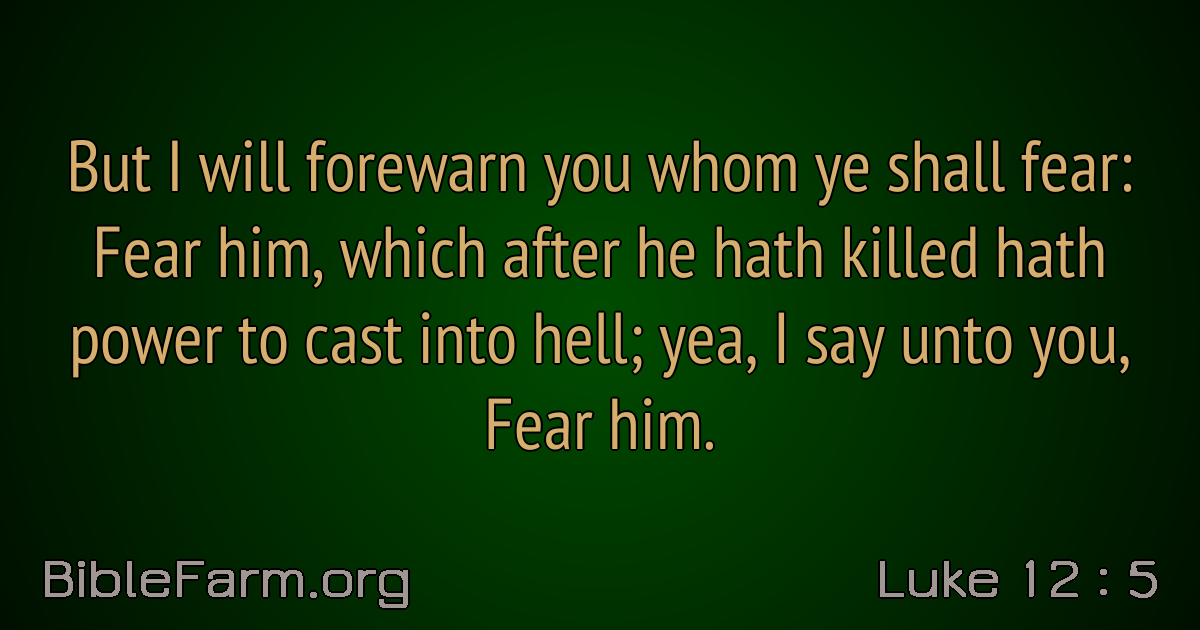 But I will forewarn you whom ye shall fear:
Fear him, which after he hath killed hath
power to cast into hell; yea, I say unto you,
Fear him.
BibleFarm.org
Luke 12 : 5